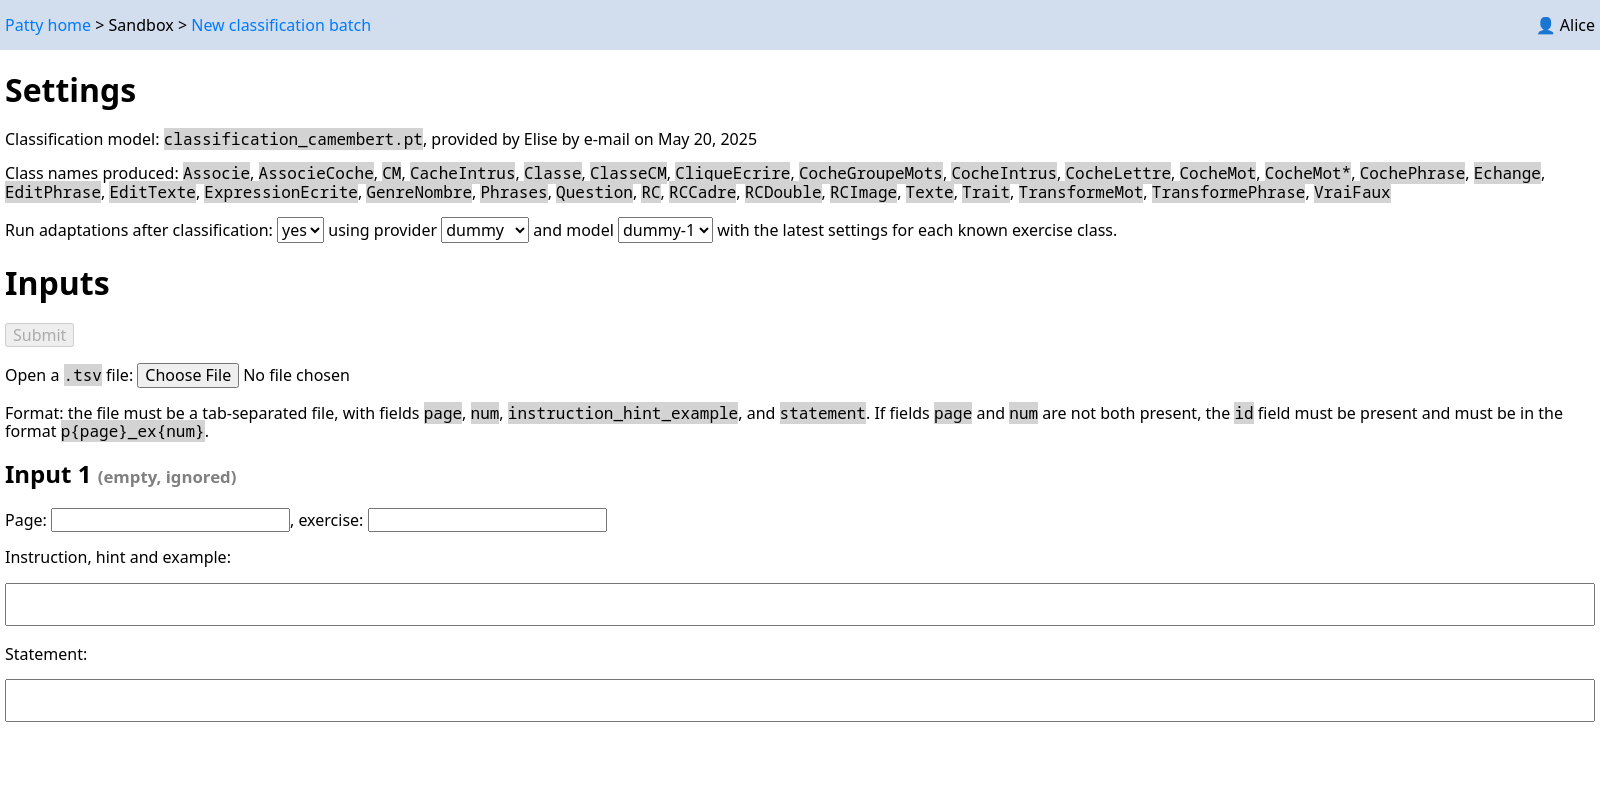 Patty home > Sandbox > New classification batch
👤 Alice
Settings
Classification model: classification_camembert.pt, provided by Elise by e-mail on May 20, 2025
Class names produced: Associe, AssocieCoche, CM, CacheIntrus, Classe, ClasseCM, CliqueEcrire, CocheGroupeMots, CocheIntrus, CocheLettre, CocheMot, CocheMot*, CochePhrase, Echange,
EditPhrase, EditTexte, ExpressionEcrite, GenreNombre, Phrases, Question, RC, RCCadre, RCDouble, RCImage, Texte, Trait, TransformeMot, TransformePhrase, VraiFaux
Run adaptations after classification: yes using provider dummy and model dummy-1 with the latest settings for each known exercise class.
Inputs
Submit
Open a .tsv file: Choose File No file chosen
Format: the file must be a tab-separated file, with fields page, num, instruction_hint_example, and statement. If fields page and num are not both present, the id field must be present and must be in the
format p{page}_ex{num}.
Input 1 (empty, ignored)
Page: , exercise:
Instruction, hint and example:
Statement: